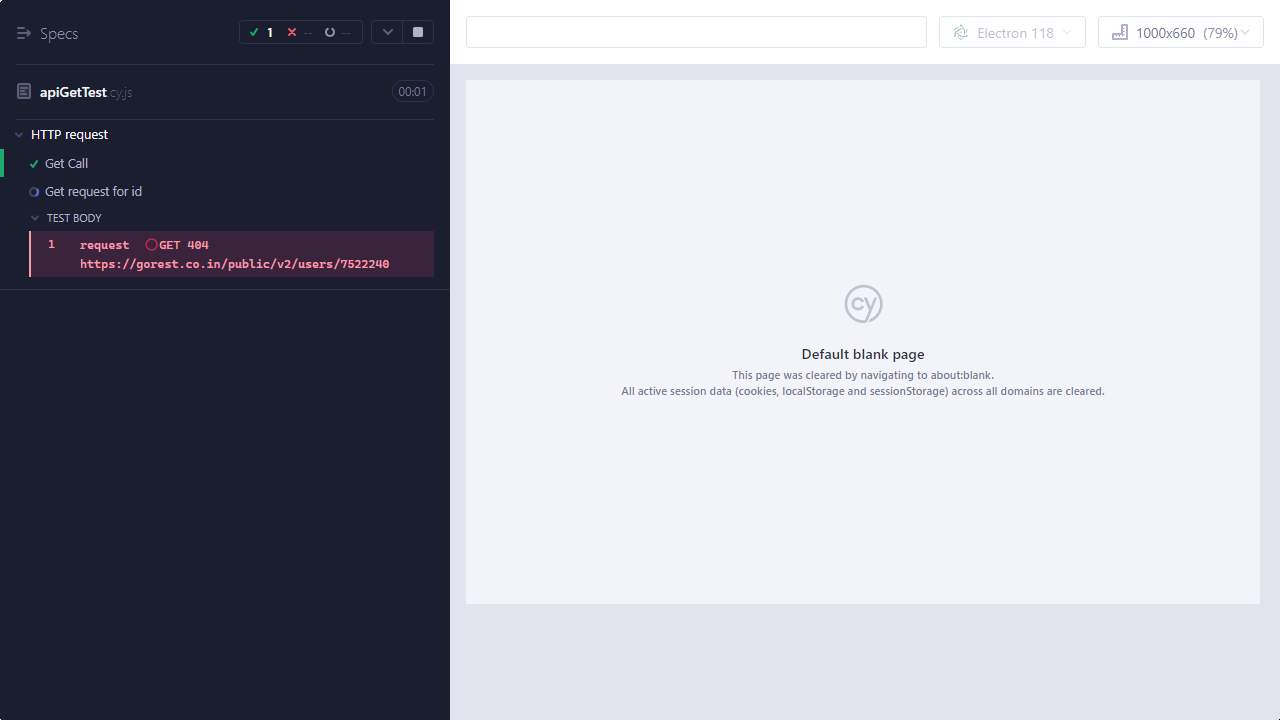 Specs
1 -- --
apiGetTest.cy.js
00:01
HTTP request
Get Call
Get request for id
TEST BODY
1 request GET 404
https://gorest.co.in/public/v2/users/7522240
Electron 118
1000x660 (79%)
cy
Default blank page
This page was cleared by navigating to about:blank.
All active session data (cookies, localStorage and sessionStorage) across all domains are cleared.